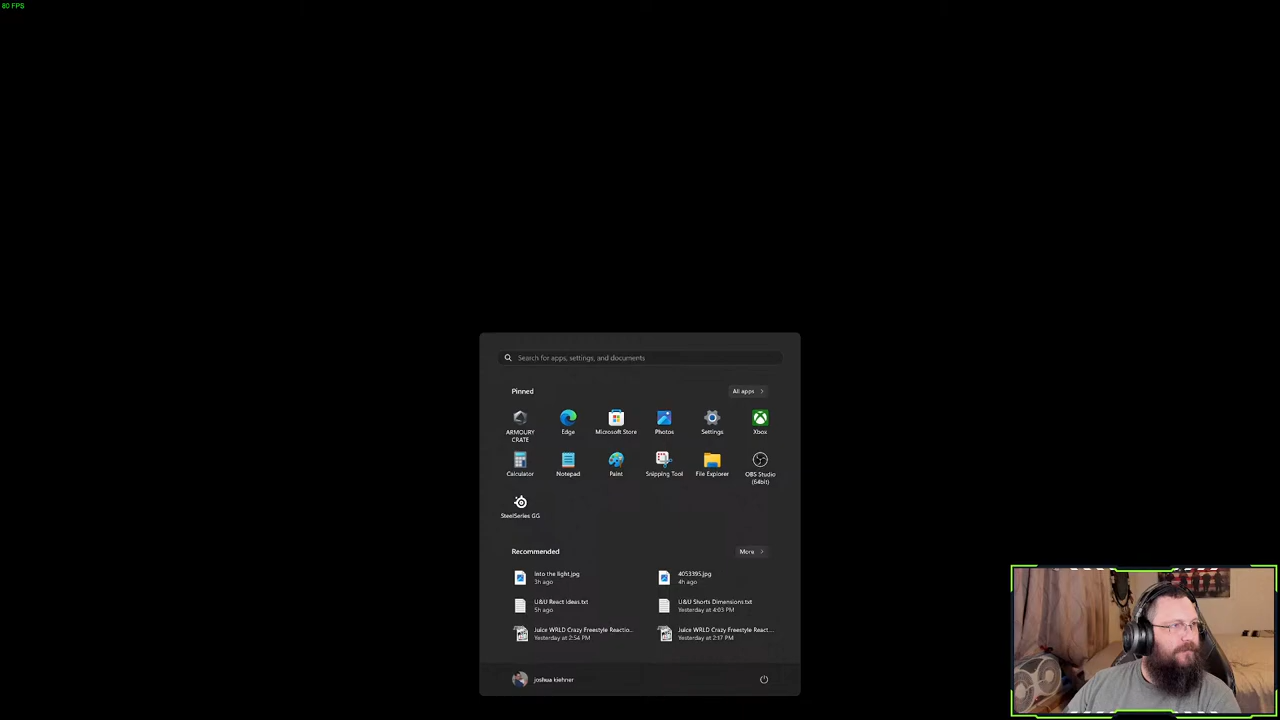 80 FPS
Search for apps, settings, and documents
Pinned
All apps
ARMOURY
CRATE
Edge
Microsoft Store
Photos
Settings
Xbox
Calculator
Notepad
Paint
Snipping Tool
File Explorer
OBS Studio
(64bit)
SteelSeries GG
Recommended
More
Into the light.jpg
3h ago
4053395.jpg
4h ago
U&U React ideas.txt
5h ago
U&U Shorts Dimensions.txt
Yesterday at 4:03 PM
Juice WRLD Crazy Freestyle Reactio...
Yesterday at 2:54 PM
Juice WRLD Crazy Freestyle React...
Yesterday at 2:17 PM
joshua kiehner